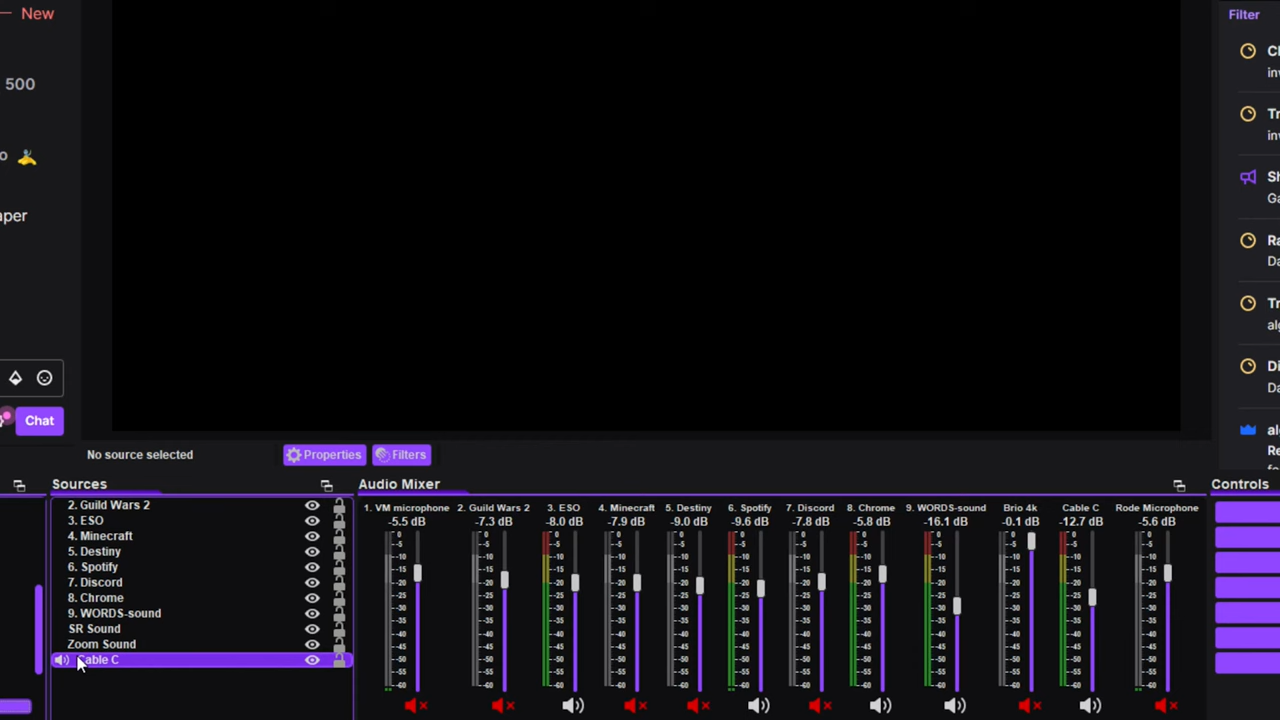 New
500
o
aper
Chat
Filter
No source selected
Properties
Filters
Sources
2. Guild Wars 2
3. ESO
4. Minecraft
5. Destiny
6. Spotify
7. Discord
8. Chrome
9. WORDS-sound
SR Sound
Zoom Sound
Cable C
Audio Mixer
1. VM microphone
-5.5 dB
2. Guild Wars 2
-7.3 dB
3. ESO
-8.0 dB
4. Minecraft
-7.9 dB
5. Destiny
-9.0 dB
6. Spotify
-9.6 dB
7. Discord
-7.8 dB
8. Chrome
-5.8 dB
9. WORDS-sound
-16.1 dB
Brio 4k
-0.1 dB
Cable C
-12.7 dB
Rode Microphone
-5.6 dB
Controls